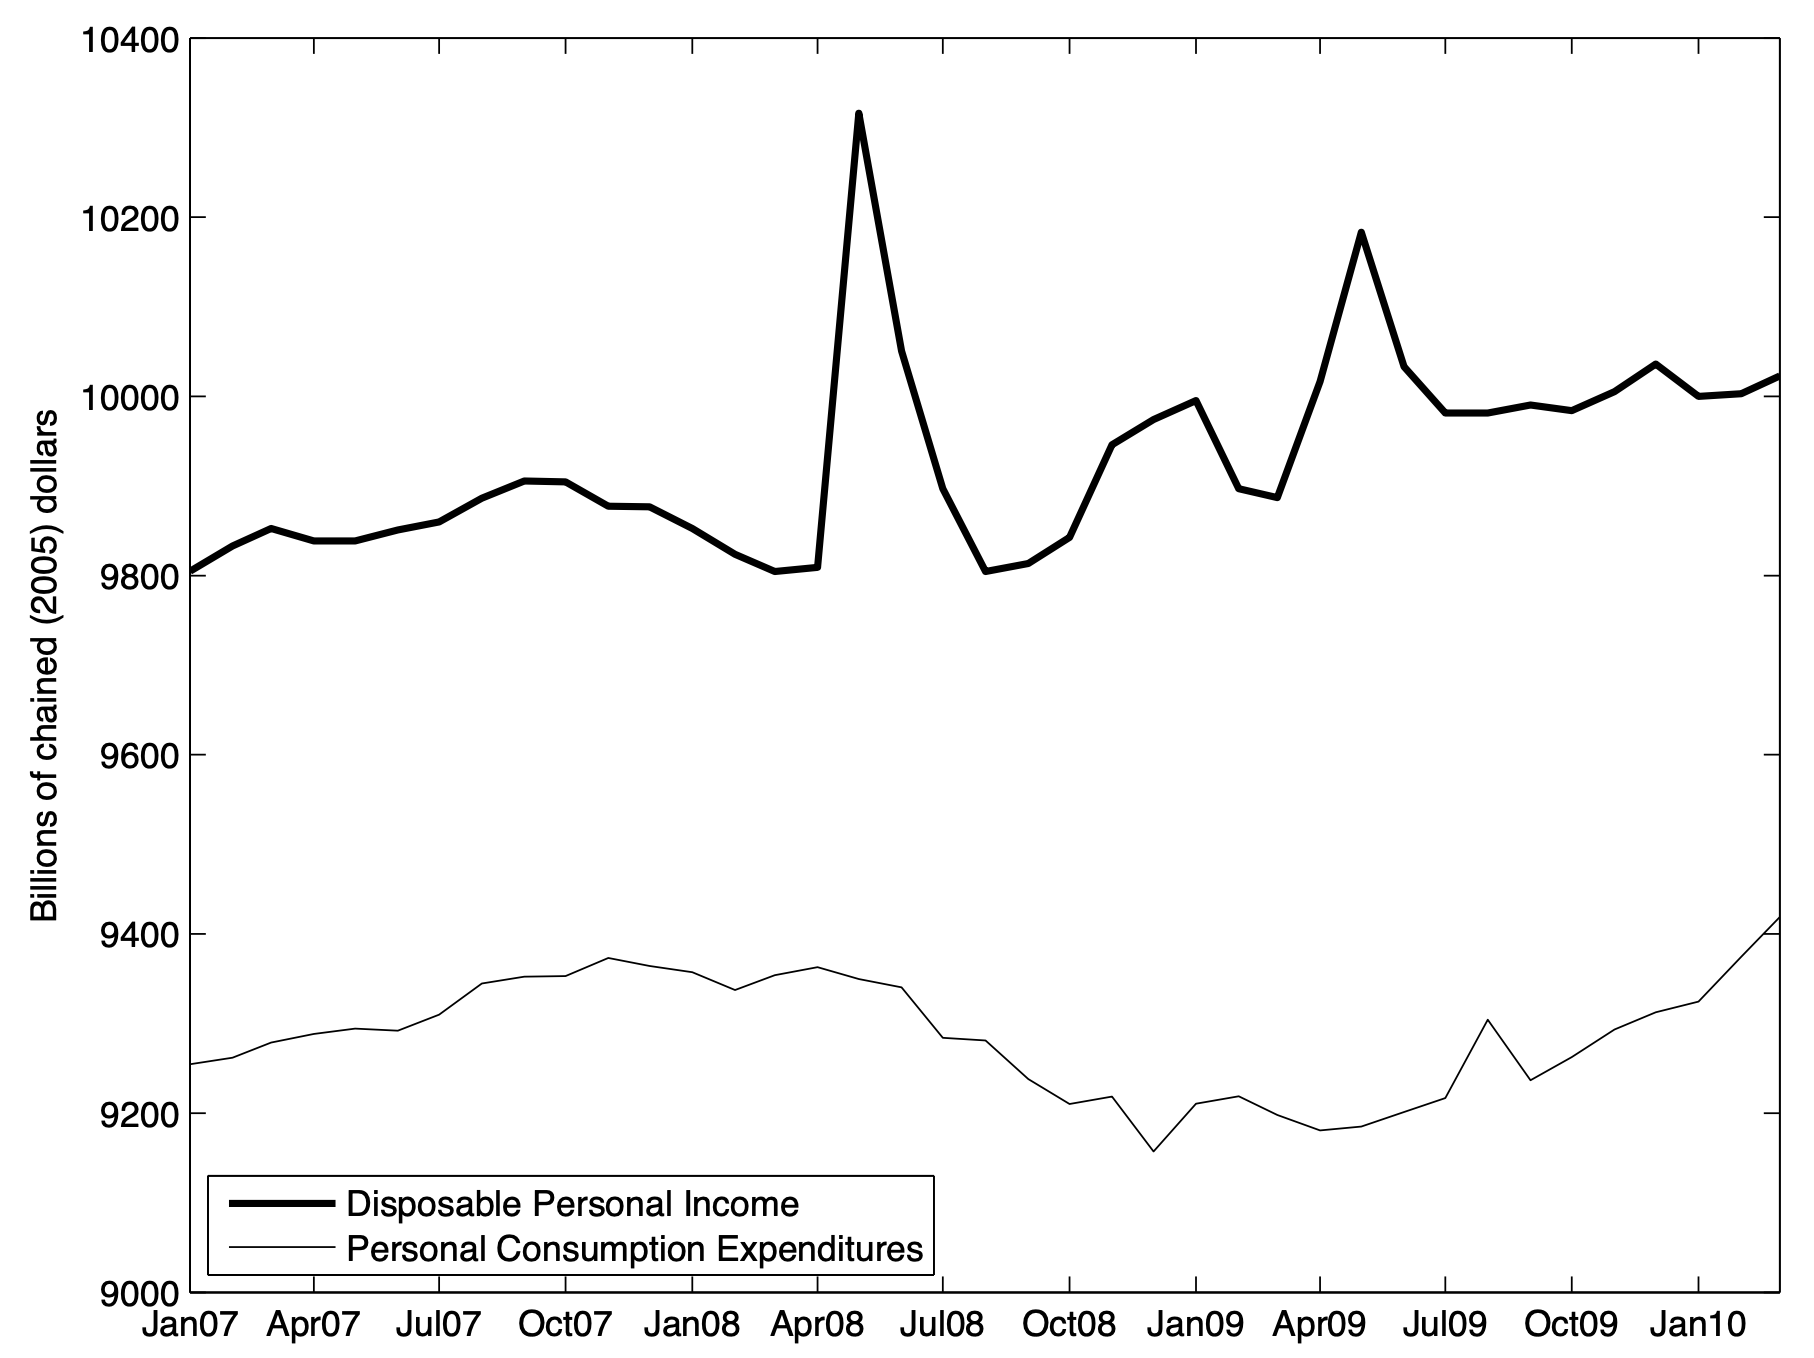 10400
10200
10000
9800
9600
9400
9200
9000
Billions of chained (2005) dollars
Disposable Personal Income
Personal Consumption Expenditures
Jan07 Apr07 Jul07 Oct07 Jan08 Apr08 Jul08 Oct08 Jan09 Apr09 Jul09 Oct09 Jan10